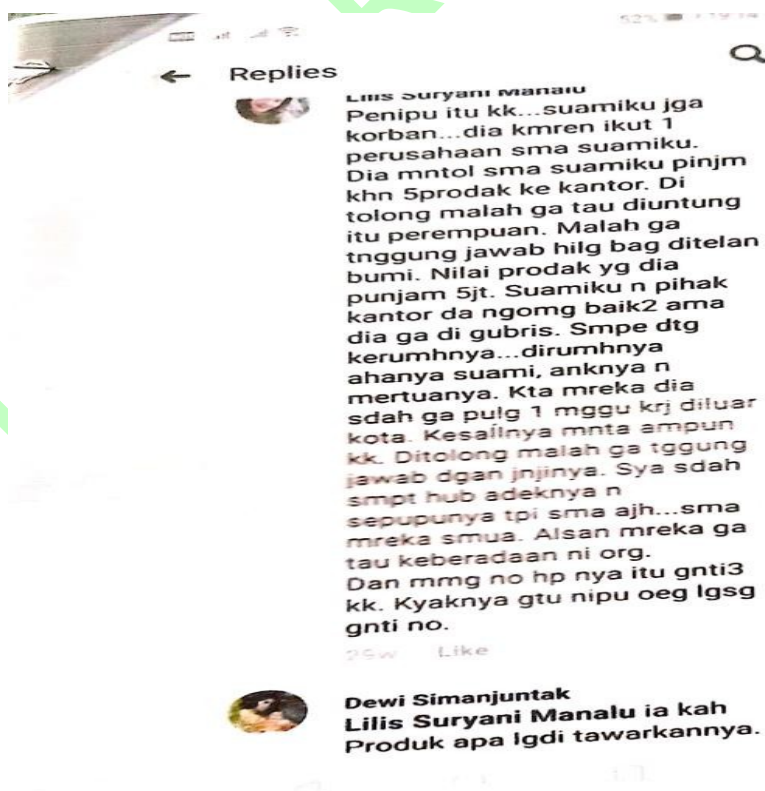 Replies
Lilis Suryani Manalu
Penipu itu kk...suamiku jga
korban...dia kmren ikut 1
perusahaan sma suamiku.
Dia mntol sma suamiku pinjm
khn 5prodak ke kantor. Di
tolong malah ga tau diuntung
itu perempuan. Malah ga
tnggung jawab hilg bag ditelan
bumi. Nilai prodak yg dia
punjam 5jt. Suamiku n pihak
kantor da ngomg baik2 ama
dia ga di gubris. Smpe dtg
kerumhnya...dirumhnya
ahanya suami, anknya n
mertuanya. Kta mreka dia
sdah ga pulg 1 mggu krj diluar
kota. Kesallnya mnta ampun
kk. Ditolong malah ga tggung
jawab dgan jnjinya. Sya sdah
smpt hub adeknya n
sepupunya tpi sma ajh...sma
mreka smua. Alsan mreka ga
tau keberadaan ni org.
Dan mmg no hp nya itu gnti3
kk. Kyaknya gtu nipu oeg lgsg
gnti no.
29w Like
Dewi Simanjuntak
Lilis Suryani Manalu ia kah
Produk apa lgdi tawarkannya.